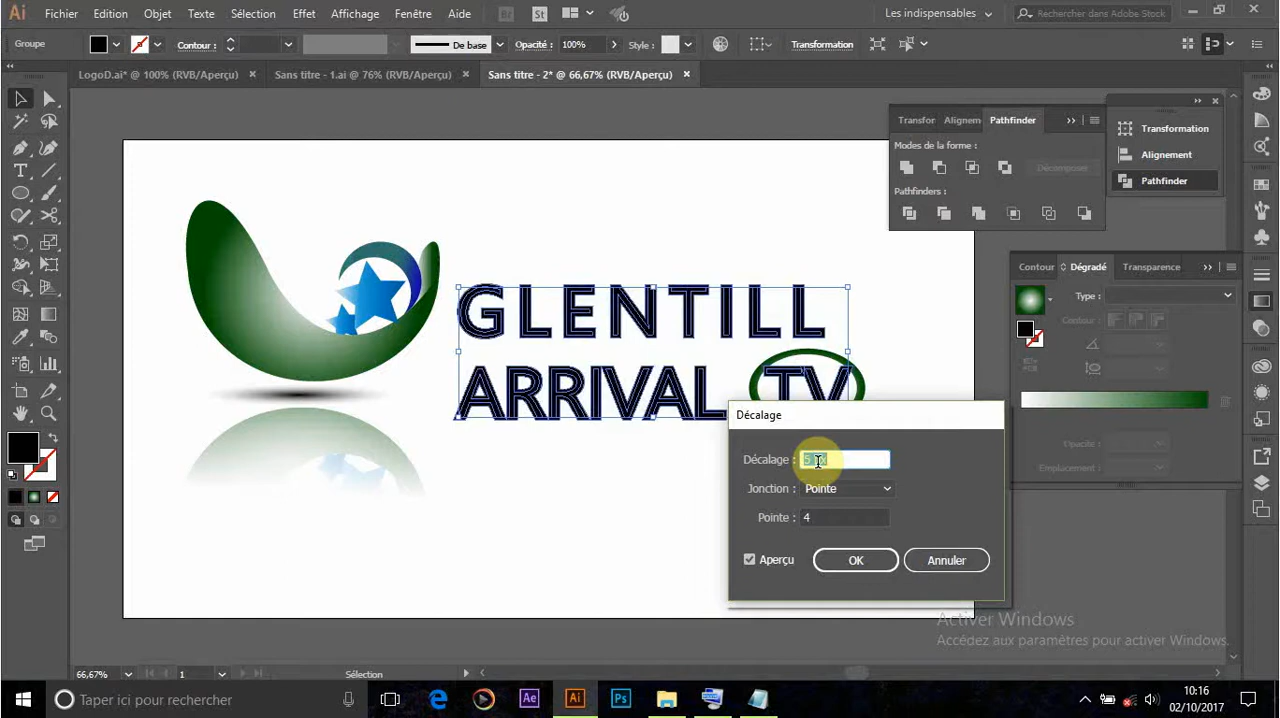 Ai Fichier Edition Objet Texte Sélection Effet Affichage Fenêtre Aide Br St Les indispensables Rechercher dans Adobe Stock
Groupe Contour : De base Opacité : 100% Style : Transformation
LogoD.ai* @ 100% (RVB/Aperçu) × Sans titre - 1.ai @ 76% (RVB/Aperçu) × Sans titre - 2* @ 66,67% (RVB/Aperçu) ×
Transfor Alignem Pathfinder
Modes de la forme :
Décomposer
Pathfinders :
Transformation
Alignement
Pathfinder
Contour Dégradé Transparence
Type :
Contour :
Opacité :
Emplacement :
GLENTILL
ARRIVAL TV
Décalage
Décalage :
Jonction : Pointe
Pointe : 4
Aperçu OK Annuler
Activer Windows
Accédez aux paramètres pour activer Windows.
66,67% 1 Sélection
Taper ici pour rechercher Ae Ai Ps 10:16
02/10/2017